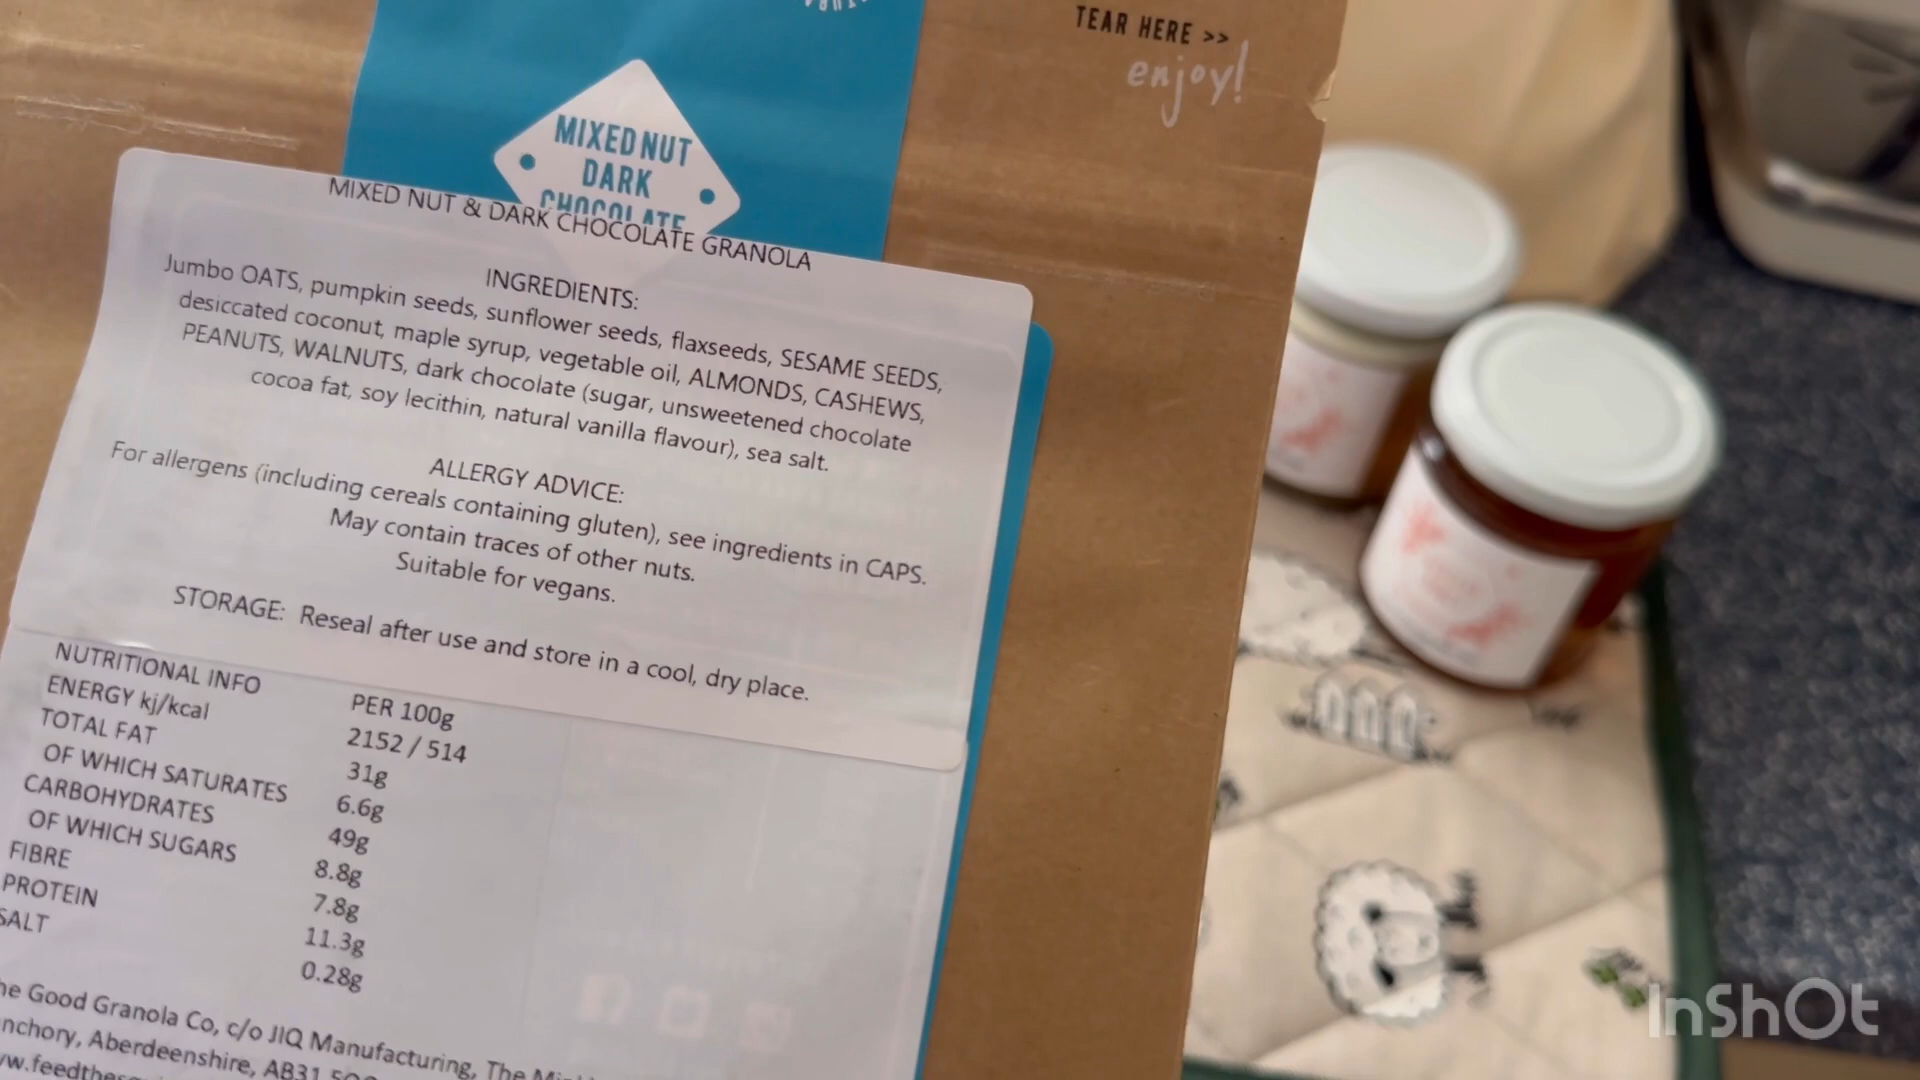 TEAR HERE >>
enjoy!
MIXED NUT
DARK
CHOCOLATE
MIXED NUT & DARK CHOCOLATE GRANOLA
INGREDIENTS:
Jumbo OATS, pumpkin seeds, sunflower seeds, flaxseeds, SESAME SEEDS,
desiccated coconut, maple syrup, vegetable oil, ALMONDS, CASHEWS,
PEANUTS, WALNUTS, dark chocolate (sugar, unsweetened chocolate
cocoa fat, soy lecithin, natural vanilla flavour), sea salt.
ALLERGY ADVICE:
For allergens (including cereals containing gluten), see ingredients in CAPS.
May contain traces of other nuts.
Suitable for vegans.
STORAGE: Reseal after use and store in a cool, dry place.
NUTRITIONAL INFO PER 100g
ENERGY kj/kcal 2152 / 514
TOTAL FAT 31g
OF WHICH SATURATES 6.6g
CARBOHYDRATES 49g
OF WHICH SUGARS 8.8g
FIBRE 7.8g
PROTEIN 11.3g
SALT 0.28g
he Good Granola Co, c/o JIQ Manufacturing, The
nchory, Aberdeenshire, AB31
InShOt